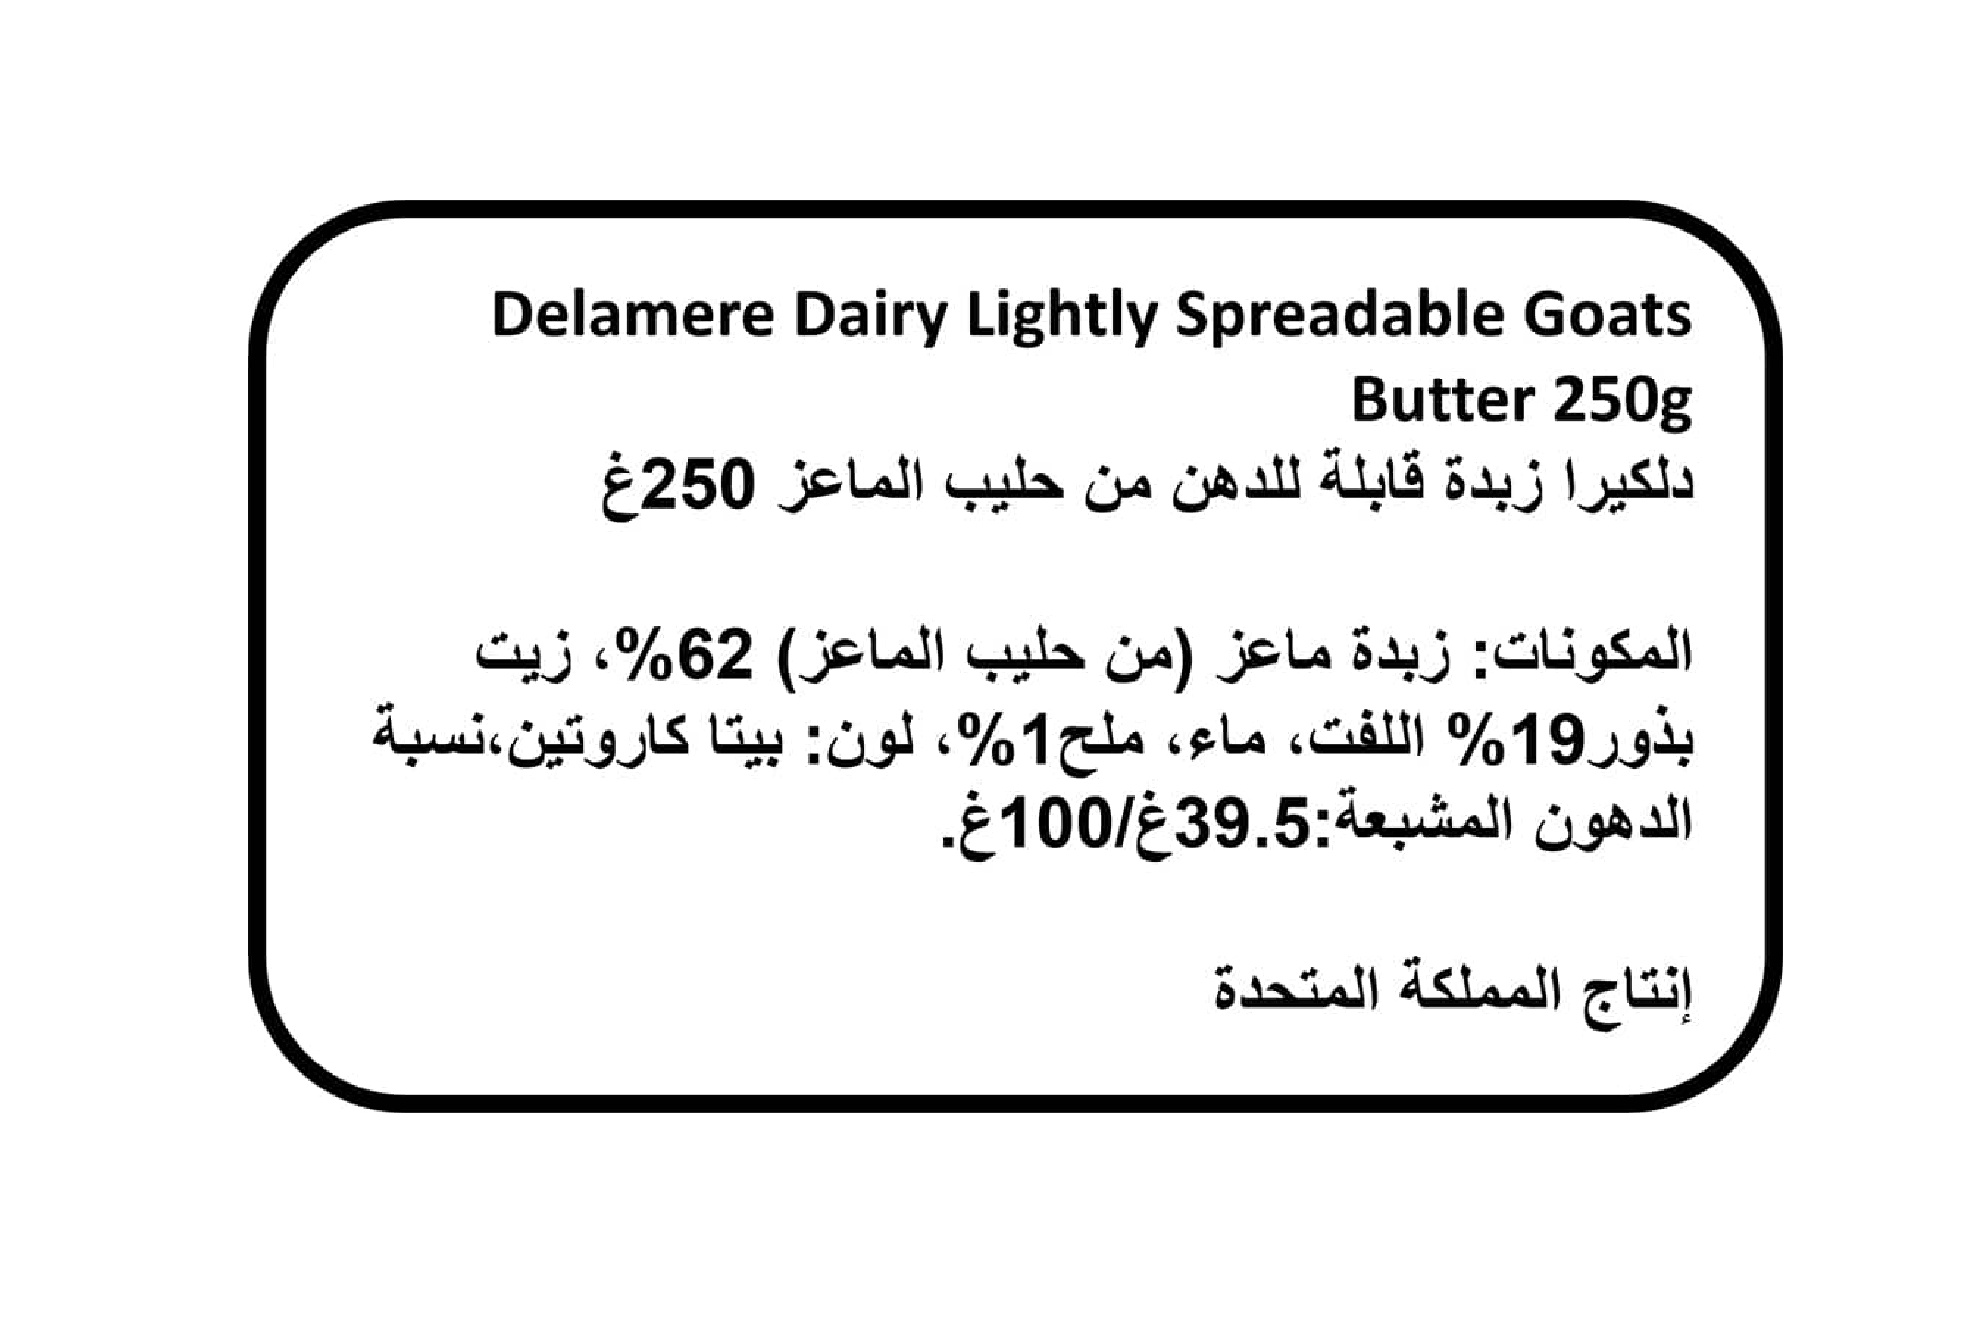 Delamere Dairy Lightly Spreadable Goats
Butter 250g
دلكيرا زبدة قابلة للدهن من حليب الماعز 250غ
المكونات: زبدة ماعز (من حليب الماعز) 62%، زيت
بذور19% اللفت، ماء، ملح1%، لون: بيتا كاروتين،نسبة
الدهون المشبعة:39.5غ/100غ.
إنتاج المملكة المتحدة